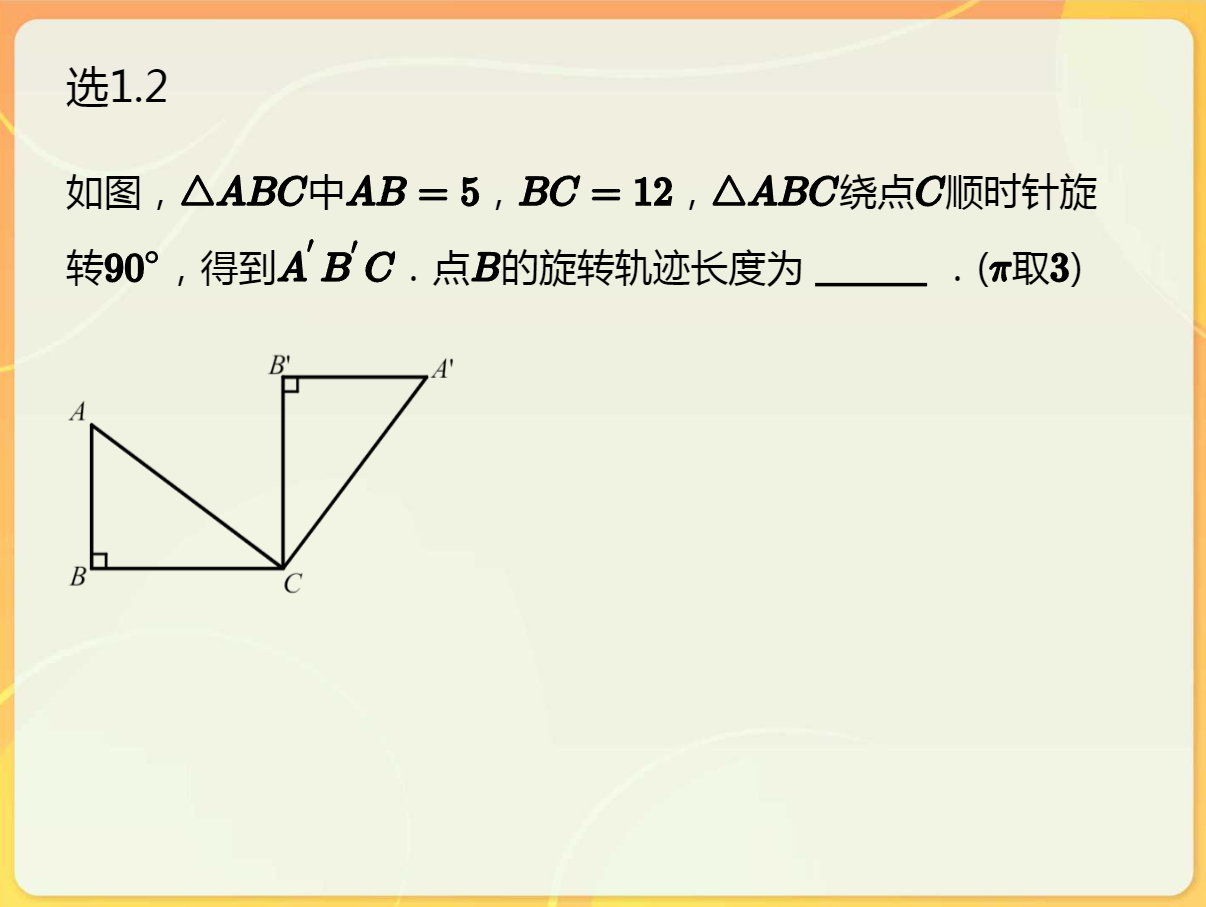 选1.2
如图，△ABC中AB = 5，BC = 12，△ABC绕点C顺时针旋
转90°，得到A′B′C．点B的旋转轨迹长度为 ______ ．(π取3)
B' A'
A
B C